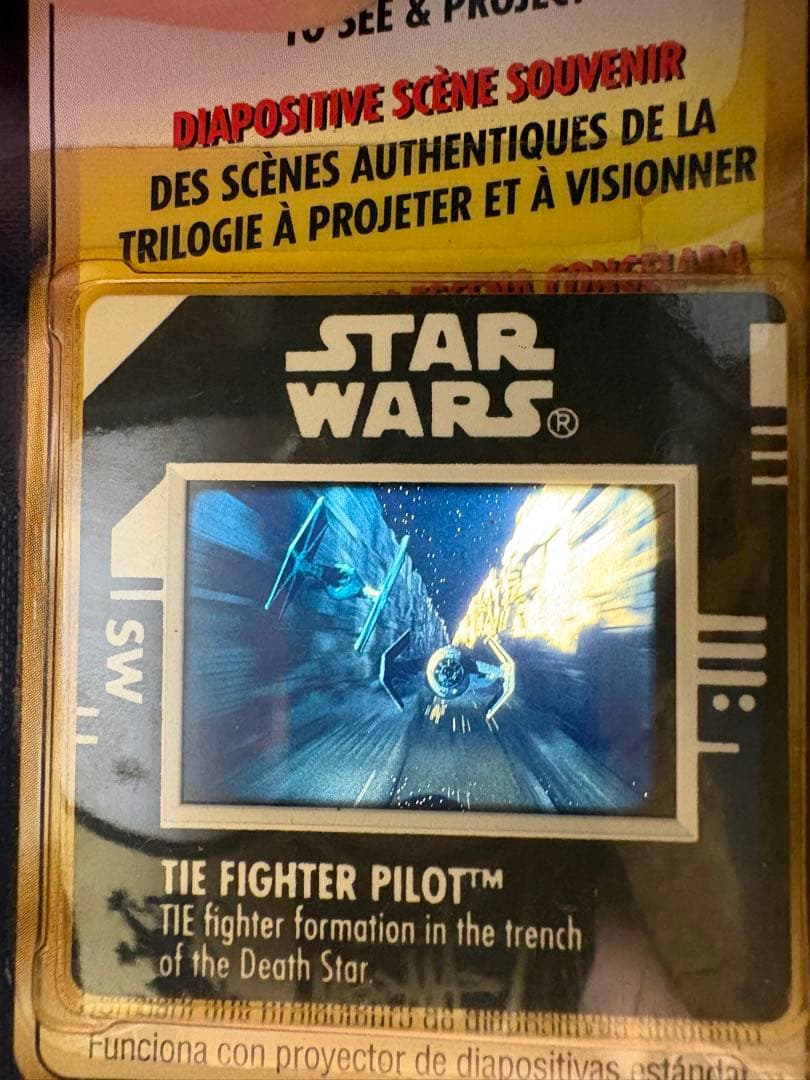 TO SEE & PROJECT
DIAPOSITIVE SCÈNE SOUVENIR
DES SCÈNES AUTHENTIQUES DE LA
TRILOGIE À PROJETER ET À VISIONNER
CONGELADA
STAR
WARS®
SW
TIE FIGHTER PILOT™
TIE fighter formation in the trench
of the Death Star.
Funciona con proyector de diapositivas estándar